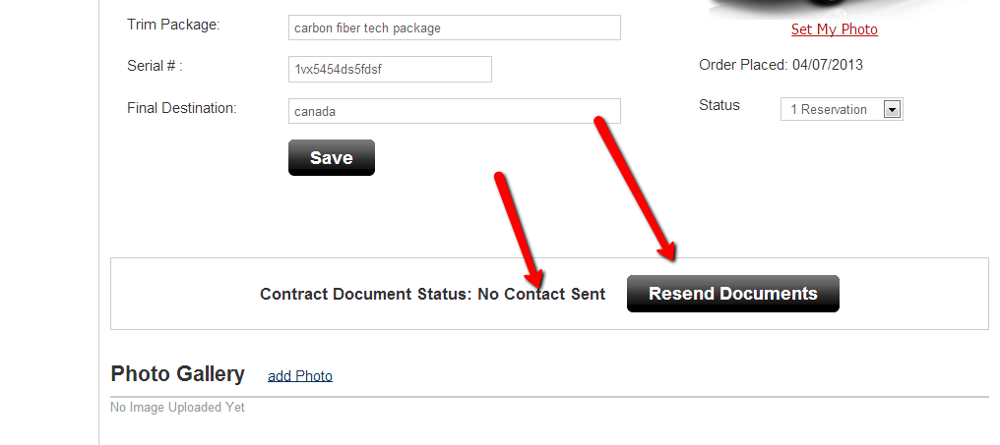 Trim Package: carbon fiber tech package
Set My Photo
Serial # : 1vx5454ds5fdsf
Order Placed: 04/07/2013
Final Destination: canada
Status 1 Reservation
Save
Contract Document Status: No Contact Sent Resend Documents
Photo Gallery add Photo
No Image Uploaded Yet